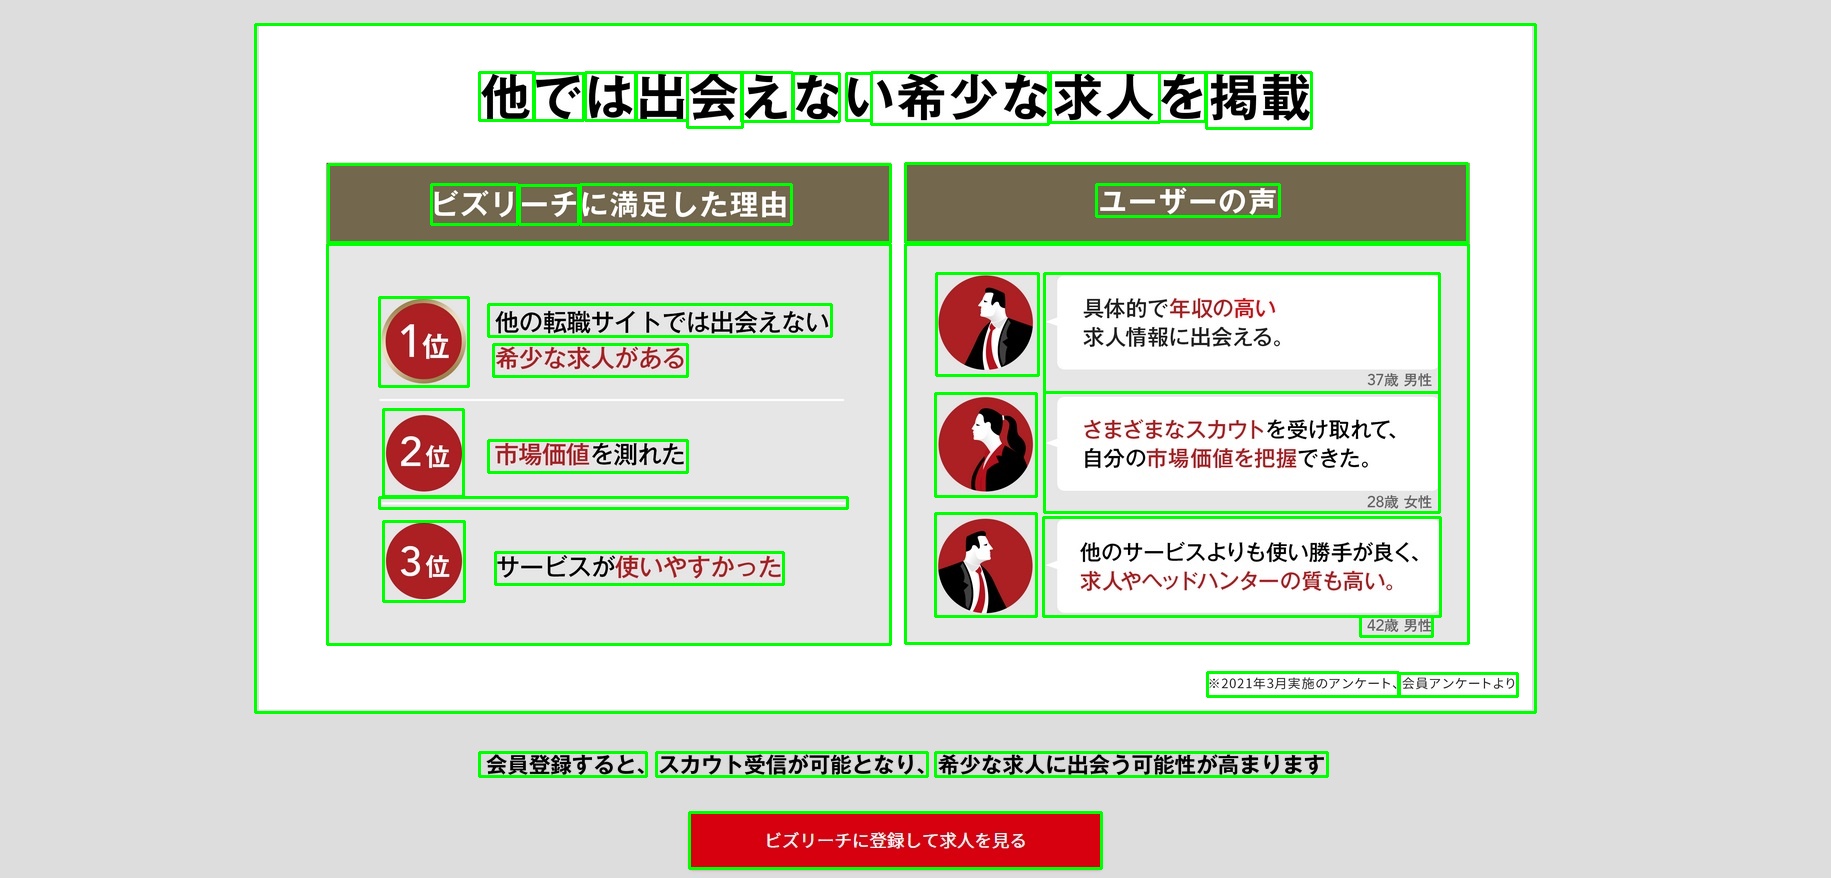 他では出会えない希少な求人を掲載
ビズリーチに満足した理由
1位
他の転職サイトでは出会えない
希少な求人がある
2位
市場価値を測れた
3位
サービスが使いやすかった
ユーザーの声
具体的で年収の高い
求人情報に出会える。
37歳 男性
さまざまなスカウトを受け取れて、
自分の市場価値を把握できた。
28歳 女性
他のサービスよりも使い勝手が良く、
求人やヘッドハンターの質も高い。
42歳 男性
※2021年3月実施のアンケート、会員アンケートより
会員登録すると、スカウト受信が可能となり、希少な求人に出会う可能性が高まります
ビズリーチに登録して求人を見る